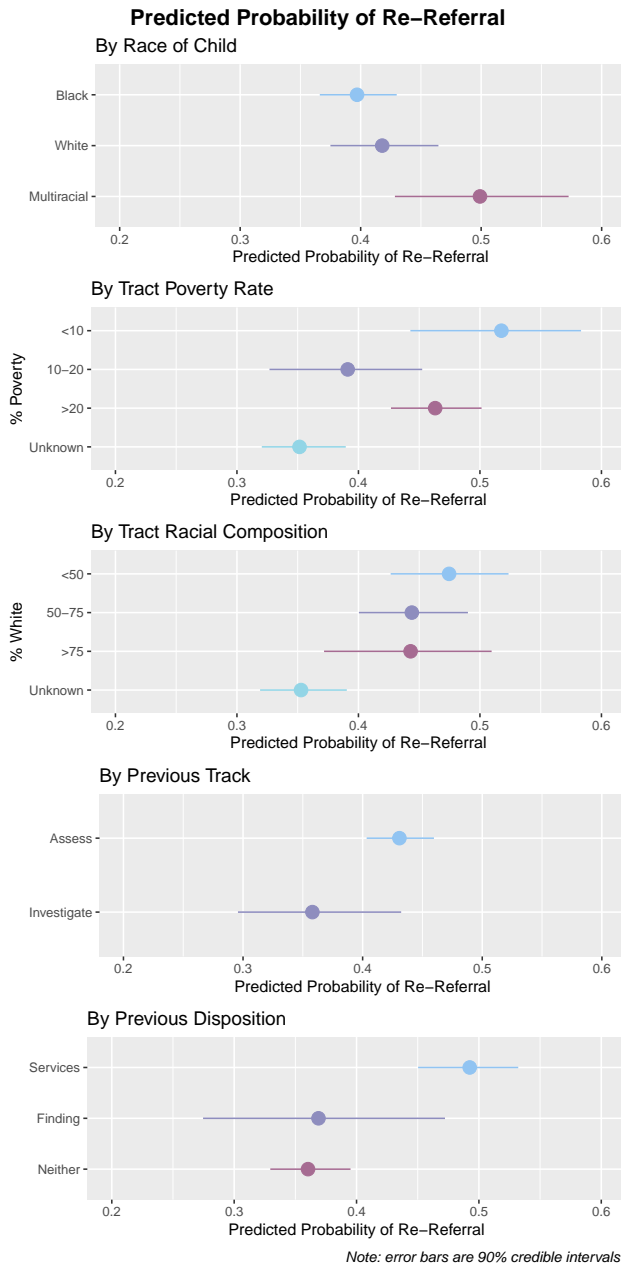 Predicted Probability of Re−Referral
By Race of Child
Black
White
Multiracial
0.2 0.3 0.4 0.5 0.6
Predicted Probability of Re−Referral
By Tract Poverty Rate
% Poverty
<10
10−20
>20
Unknown
0.2 0.3 0.4 0.5 0.6
Predicted Probability of Re−Referral
By Tract Racial Composition
% White
<50
50−75
>75
Unknown
0.2 0.3 0.4 0.5 0.6
Predicted Probability of Re−Referral
By Previous Track
Assess
Investigate
0.2 0.3 0.4 0.5 0.6
Predicted Probability of Re−Referral
By Previous Disposition
Services
Finding
Neither
0.2 0.3 0.4 0.5 0.6
Predicted Probability of Re−Referral
Note: error bars are 90% credible intervals